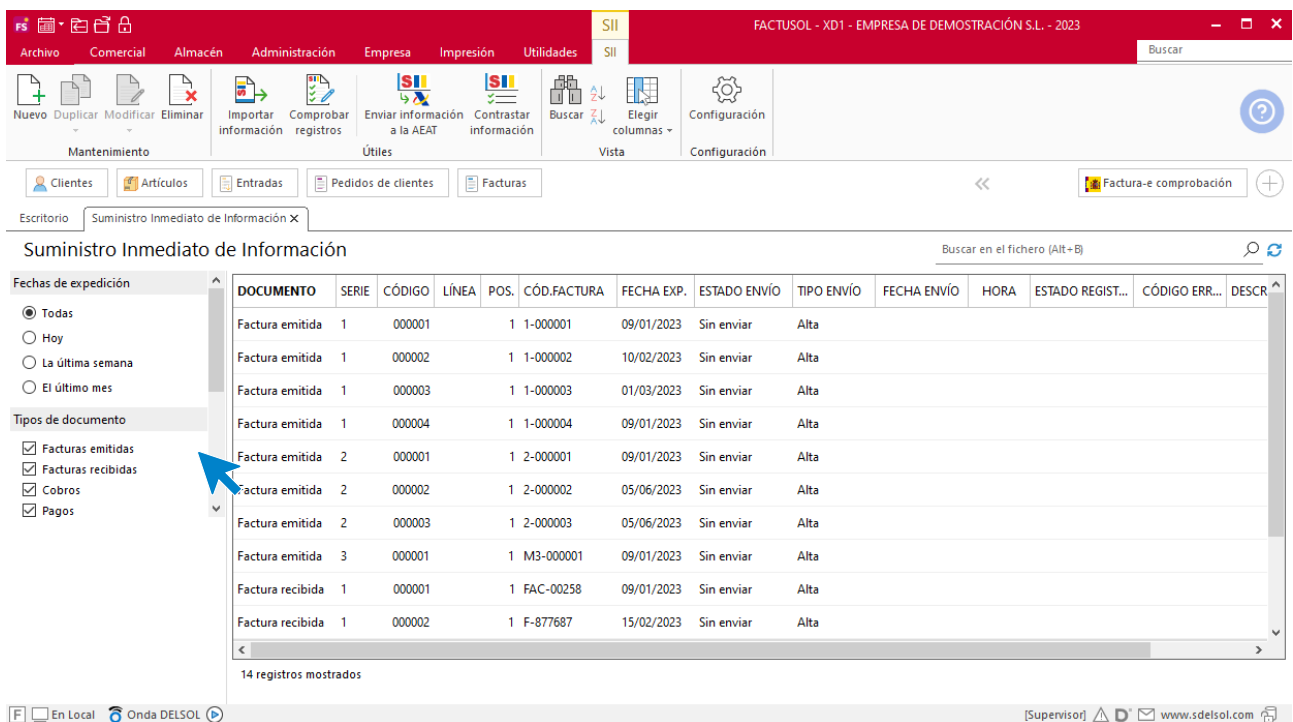 FS SII FACTUSOL - XD1 - EMPRESA DE DEMOSTRACIÓN S.L. - 2023
Archivo Comercial Almacén Administración Empresa Impresión Utilidades SII Buscar
Nuevo Duplicar Modificar Eliminar Importar información Comprobar registros Enviar información a la AEAT Contrastar información Buscar Elegir columnas Configuración
Mantenimiento Útiles Vista Configuración
Clientes Artículos Entradas Pedidos de clientes Facturas Factura-e comprobación
Escritorio Suministro Inmediato de Información
Suministro Inmediato de Información Buscar en el fichero (Alt+B)
Fechas de expedición
Todas
Hoy
La última semana
El último mes
Tipos de documento
Facturas emitidas
Facturas recibidas
Cobros
Pagos
DOCUMENTO SERIE CÓDIGO LÍNEA POS. CÓD.FACTURA FECHA EXP. ESTADO ENVÍO TIPO ENVÍO FECHA ENVÍO HORA ESTADO REGIST... CÓDIGO ERR... DESCR
Factura emitida 1 000001 1 1-000001 09/01/2023 Sin enviar Alta
Factura emitida 1 000002 1 1-000002 10/02/2023 Sin enviar Alta
Factura emitida 1 000003 1 1-000003 01/03/2023 Sin enviar Alta
Factura emitida 1 000004 1 1-000004 09/01/2023 Sin enviar Alta
Factura emitida 2 000001 1 2-000001 09/01/2023 Sin enviar Alta
Factura emitida 2 000002 1 2-000002 05/06/2023 Sin enviar Alta
Factura emitida 2 000003 1 2-000003 05/06/2023 Sin enviar Alta
Factura emitida 3 000001 1 M3-000001 09/01/2023 Sin enviar Alta
Factura recibida 1 000001 1 FAC-00258 09/01/2023 Sin enviar Alta
Factura recibida 1 000002 1 F-877687 15/02/2023 Sin enviar Alta
14 registros mostrados
F En Local Onda DELSOL [Supervisor] D www.sdelsol.com